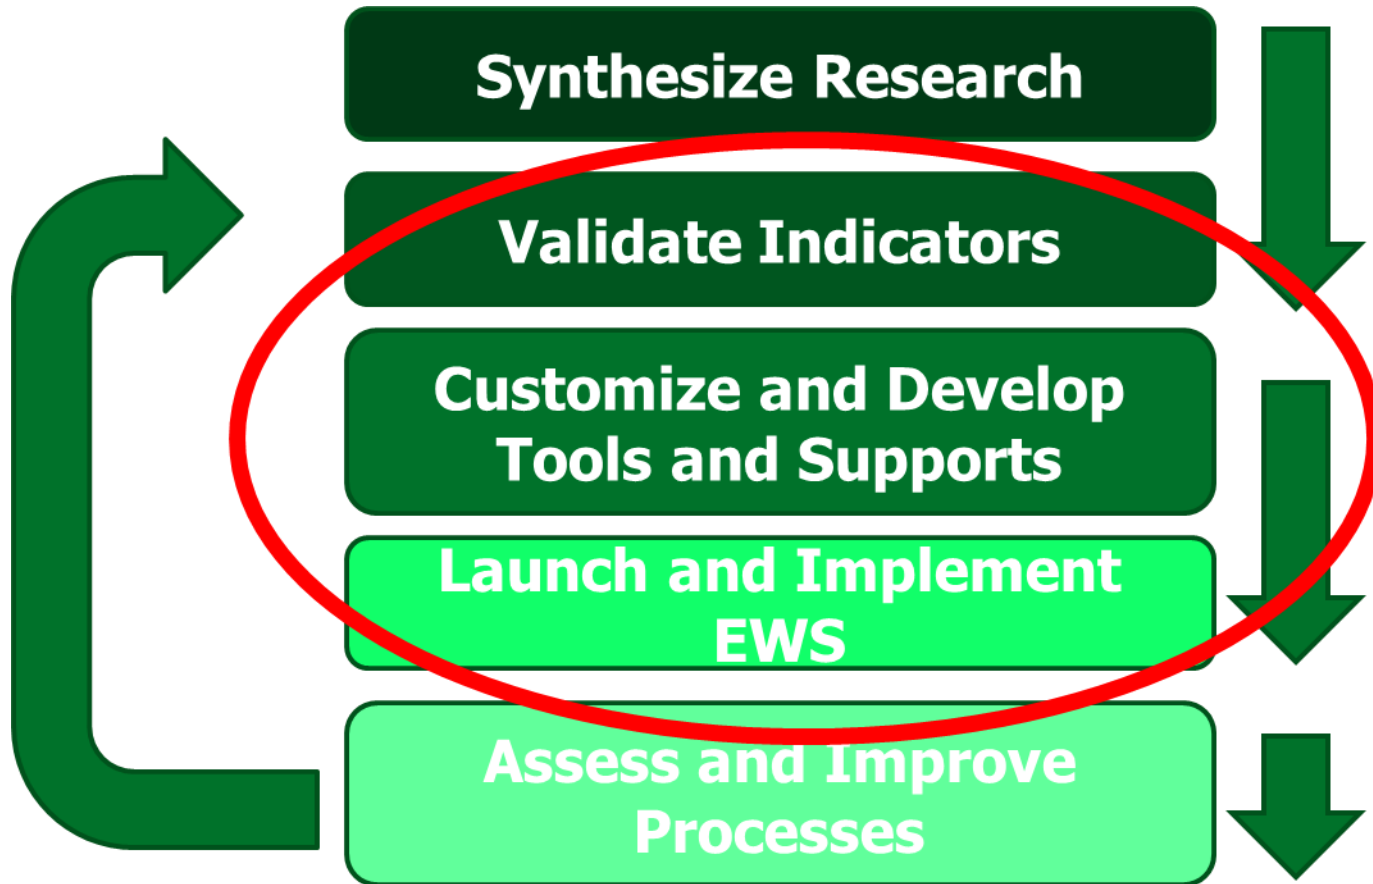 Synthesize Research
Validate Indicators
Customize and Develop
Tools and Supports
Launch and Implement
EWS
Assess and Improve
Processes